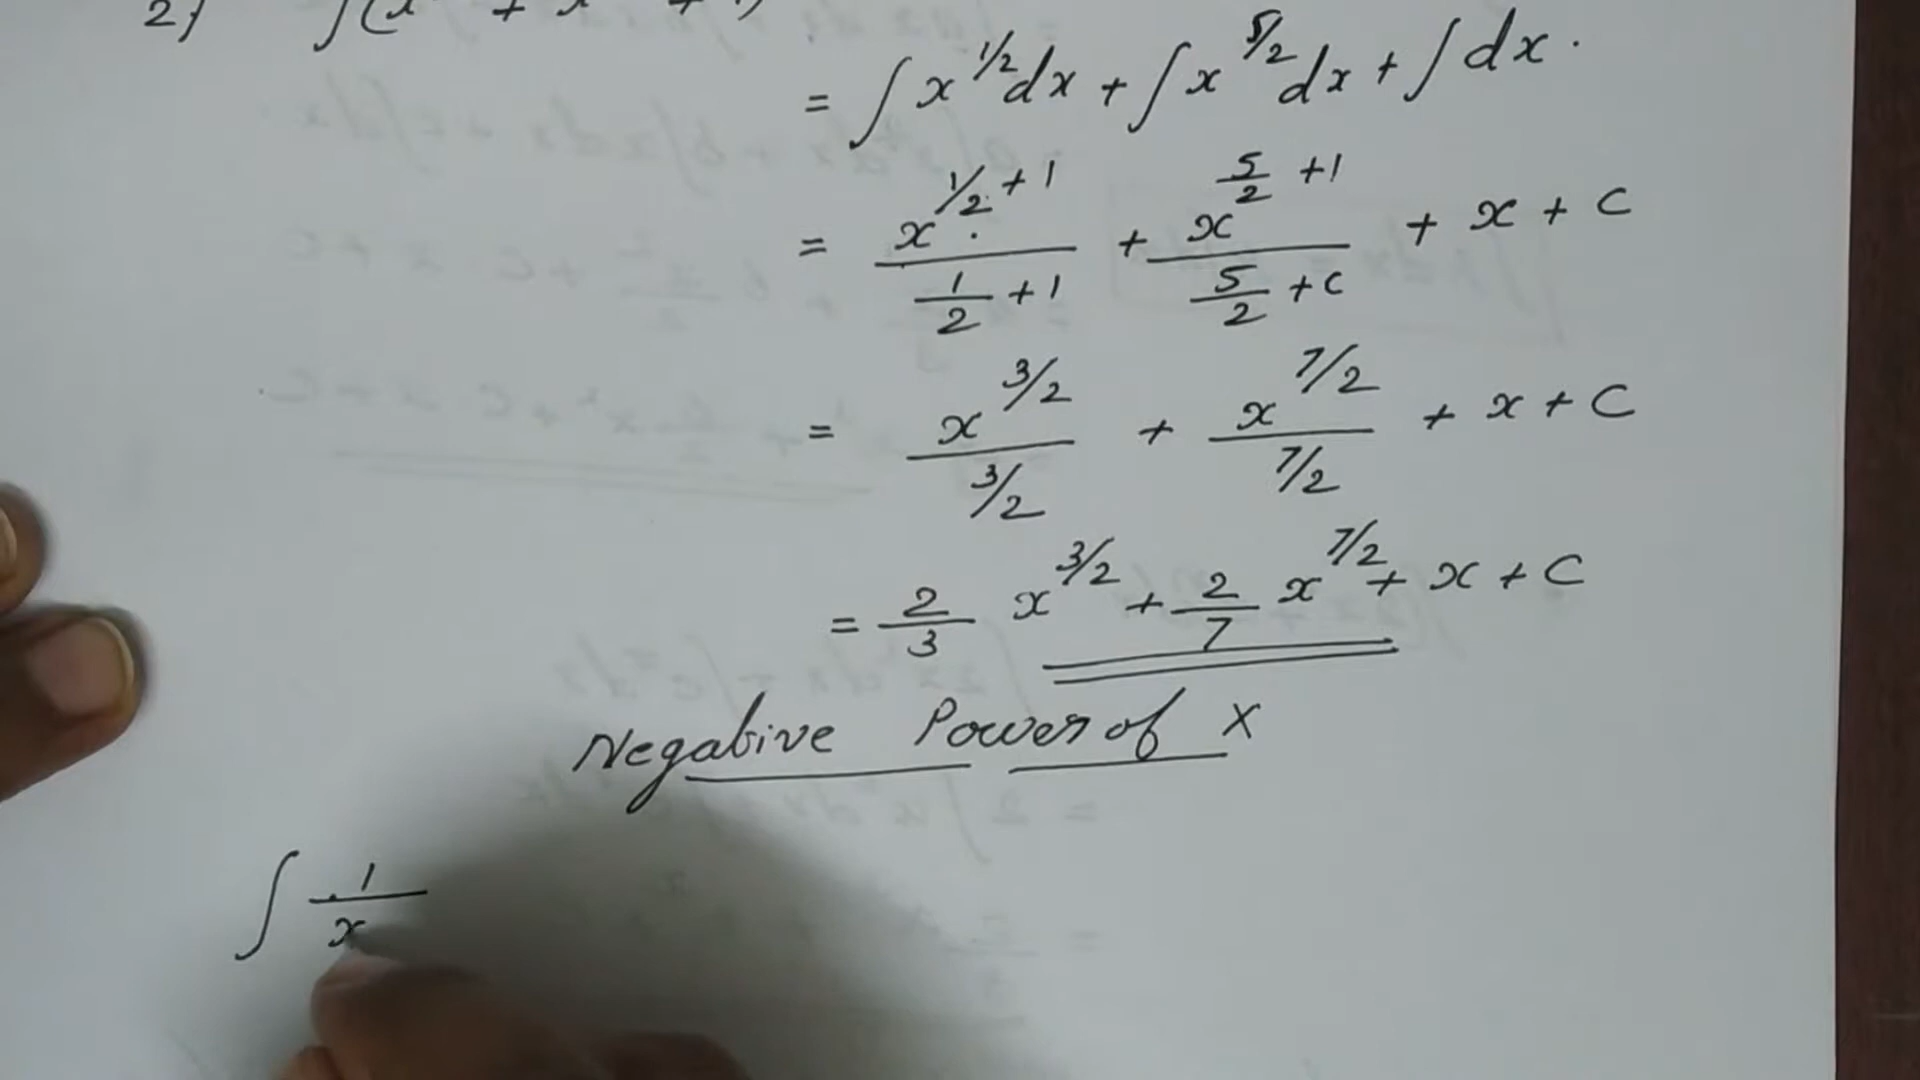 2) ∫(x + x + 1)
= ∫ x^1/2 dx + ∫ x^5/2 dx + ∫ dx.
= x^(1/2 + 1) / (1/2 + 1) + x^(5/2 + 1) / (5/2 + c) + x + c
= x^3/2 / 3/2 + x^7/2 / 7/2 + x + C
= 2/3 x^3/2 + 2/7 x^7/2 + x + C
Negative Power of X
∫ 1/x